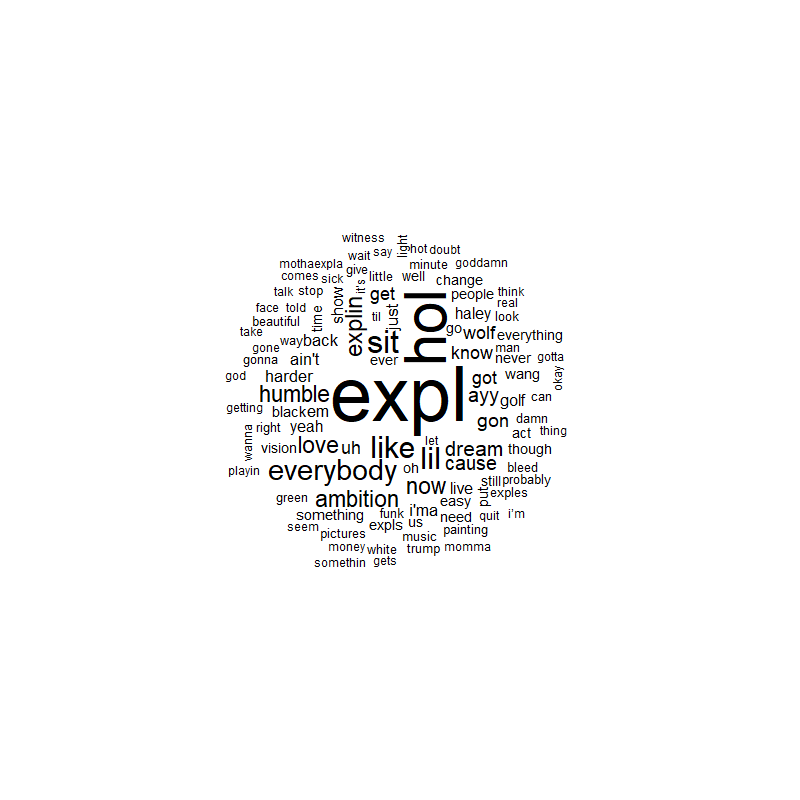 witness
light
wait say hot doubt
mothaexpla give minute goddamn
comes sick it's little well change
talk stop show get people think
face told time explin til just hol haley real look
beautiful
take way back sit go wolf everything
gone ain't ever know man never gotta
gonna
god harder expl got wang okay
humble ayy golf can
getting black em gon damn
wanna right yeah act thing
vision love uh like let lil dream though
playin everybody oh cause bleed
green ambition now live still probably
something funk i'ma easy put exples
seem expls us need quit i'm
pictures music painting
money white trump momma
somethin gets